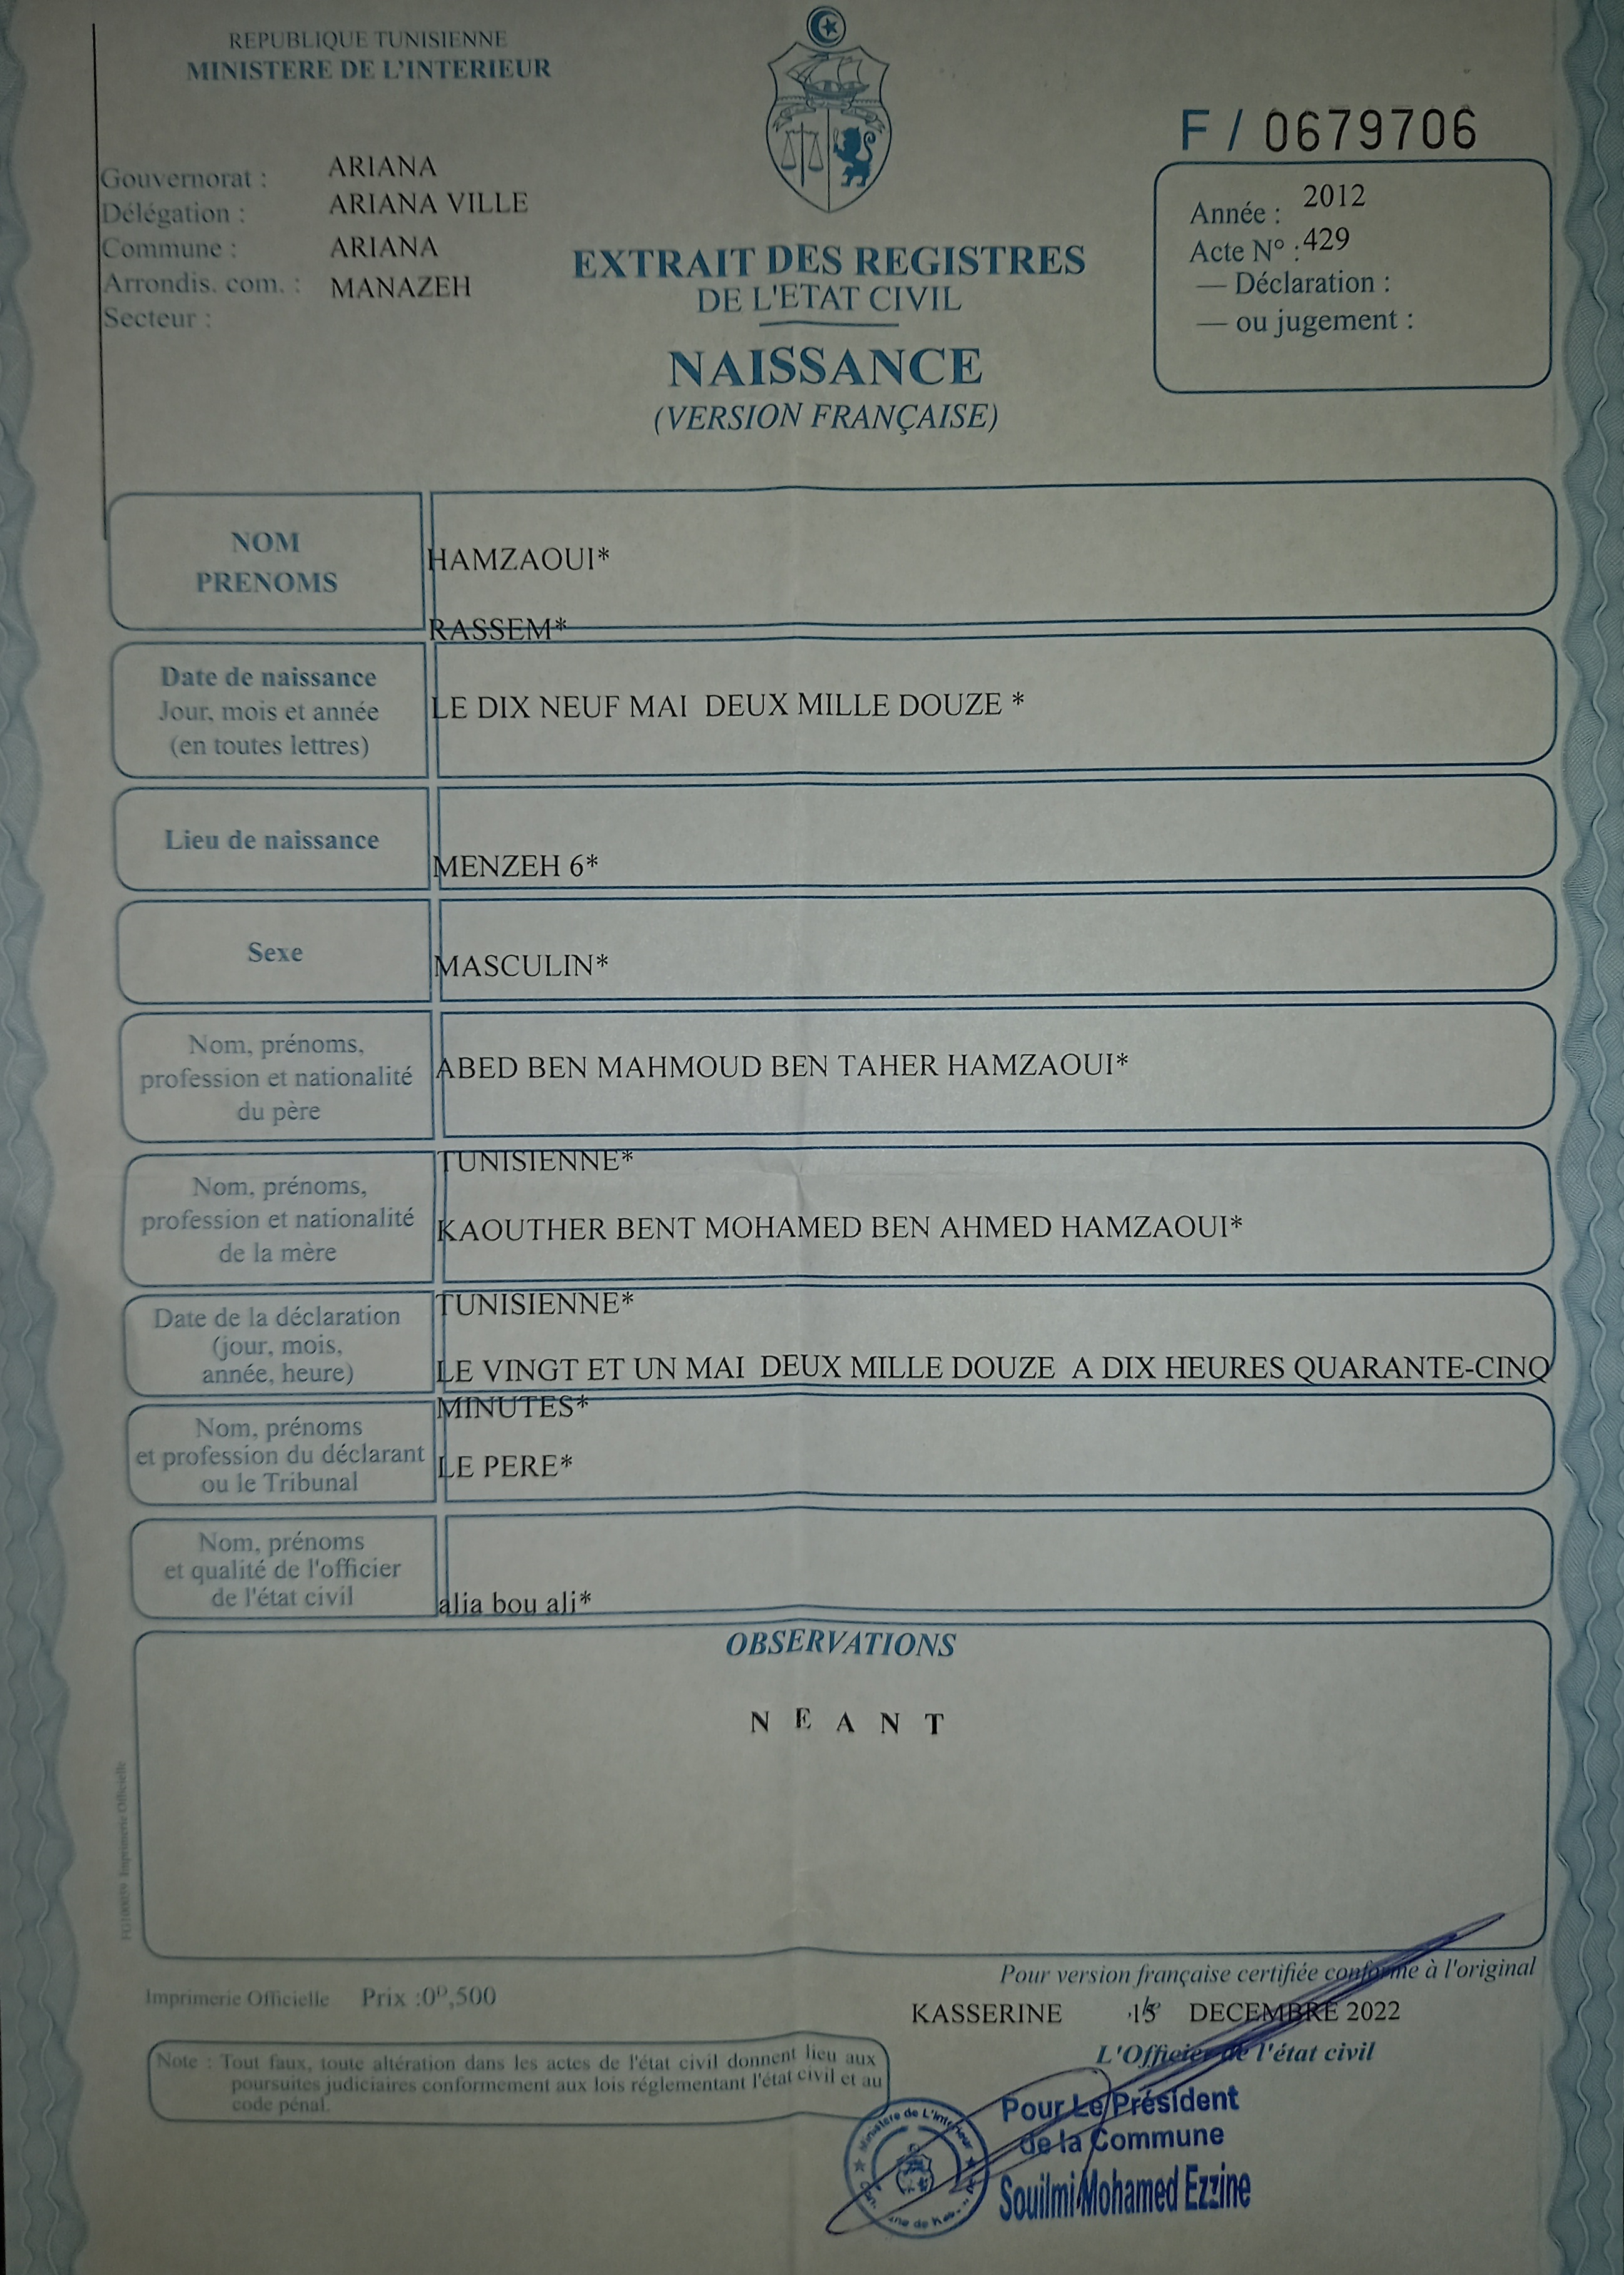 REPUBLIQUE TUNISIENNE
MINISTERE DE L'INTERIEUR
F / 0679706
Gouvernorat : ARIANA
Délégation : ARIANA VILLE
Commune : ARIANA
Arrondis. com. : MANAZEH
Secteur :
Année : 2012
Acte N° : 429
— Déclaration :
— ou jugement :
EXTRAIT DES REGISTRES
DE L'ETAT CIVIL
NAISSANCE
(VERSION FRANÇAISE)
NOM
PRENOMS
HAMZAOUI*
RASSEM*
Date de naissance
Jour, mois et année
(en toutes lettres)
LE DIX NEUF MAI DEUX MILLE DOUZE *
Lieu de naissance
MENZEH 6*
Sexe
MASCULIN*
Nom, prénoms,
profession et nationalité
du père
ABED BEN MAHMOUD BEN TAHER HAMZAOUI*
TUNISIENNE*
Nom, prénoms,
profession et nationalité
de la mère
KAOUTHER BENT MOHAMED BEN AHMED HAMZAOUI*
TUNISIENNE*
Date de la déclaration
(jour, mois,
année, heure)
LE VINGT ET UN MAI DEUX MILLE DOUZE A DIX HEURES QUARANTE-CINQ
MINUTES*
Nom, prénoms
et profession du déclarant
ou le Tribunal
LE PERE*
Nom, prénoms
et qualité de l'officier
de l'état civil
alia bou ali*
OBSERVATIONS
N E A N T
Imprimerie Officielle
Pour version française certifiée conforme à l'original
Imprimerie Officielle Prix :0ᴰ,500
KASSERINE DECEMBRE 2022
L'Officier de l'état civil
Note : Tout faux, toute altération dans les actes de l'état civil donnent lieu aux
poursuites judiciaires conformement aux lois réglementant l'état civil et au
code pénal.
Ministère de L'Intérieur
Pour Le Président
de la Commune
Souilmi Mohamed Ezzine